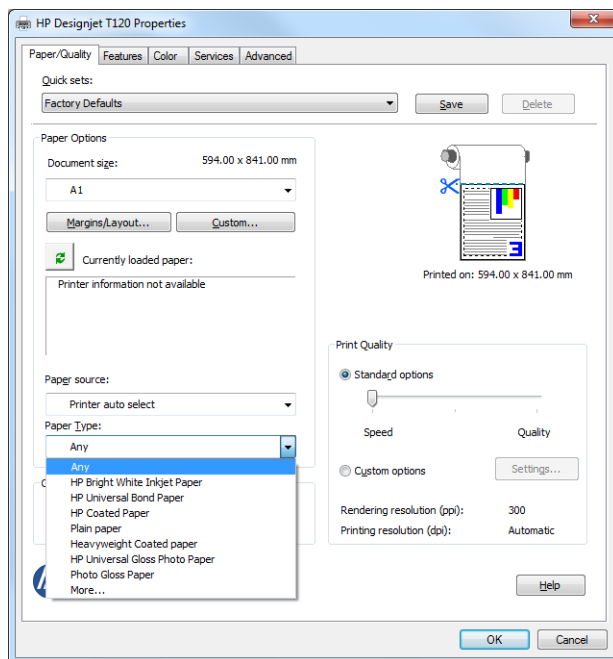 HP Designjet T120 Properties
Paper/Quality Features Color Services Advanced
Quick sets:
Factory Defaults
Save
Delete
Paper Options
Document size:
594.00 x 841.00 mm
A1
Margins/Layout...
Custom...
Currently loaded paper:
Printer information not available
Paper source:
Printer auto select
Paper Type:
Any
Any
HP Bright White Inkjet Paper
HP Universal Bond Paper
HP Coated Paper
Plain paper
Heavyweight Coated paper
HP Universal Gloss Photo Paper
Photo Gloss Paper
More...
3
Printed on: 594.00 x 841.00 mm
Print Quality
Standard options
Speed
Quality
Custom options
Settings...
Rendering resolution (ppi):
300
Printing resolution (dpi):
Automatic
Help
OK
Cancel